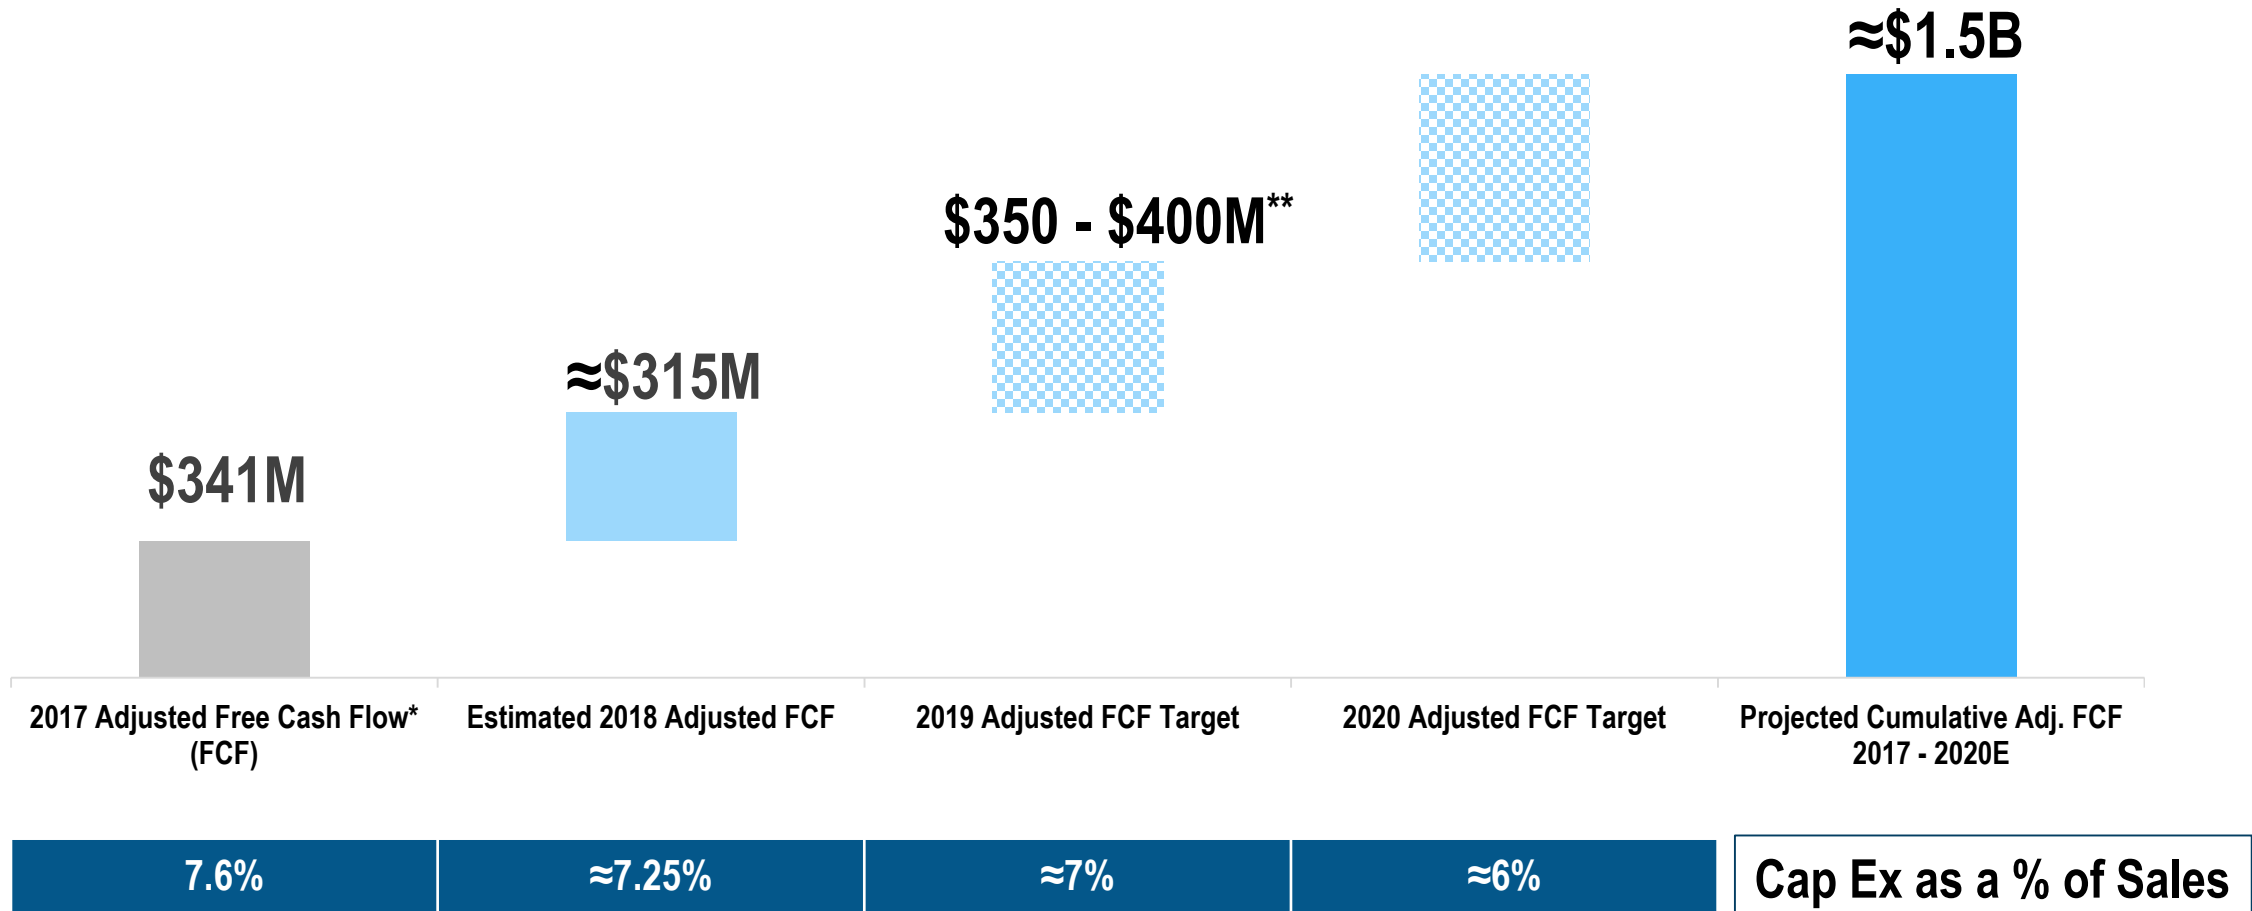 ≈$1.5B
$350 - $400M**
≈$315M
$341M
2017 Adjusted Free Cash Flow*
(FCF)
Estimated 2018 Adjusted FCF
2019 Adjusted FCF Target
2020 Adjusted FCF Target
Projected Cumulative Adj. FCF
2017 - 2020E
7.6%
≈7.25%
≈7%
≈6%
Cap Ex as a % of Sales